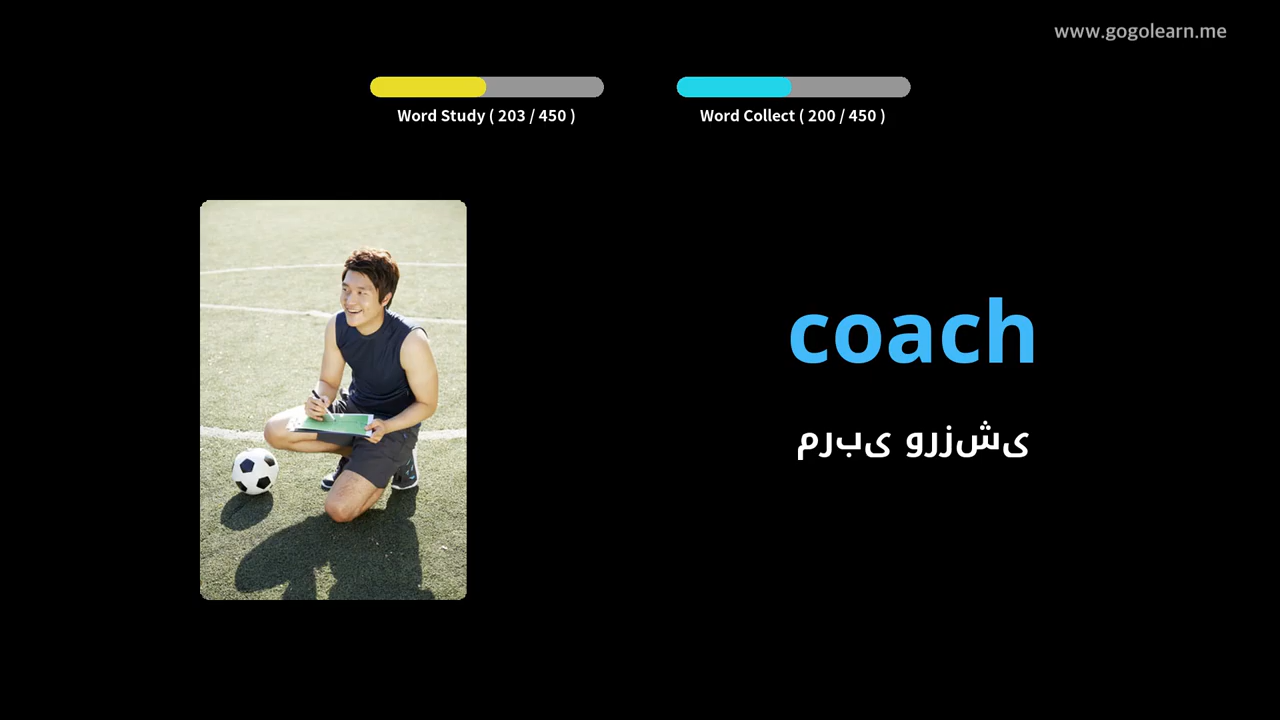 www.gogolearn.me
Word Study ( 203 / 450 )
Word Collect ( 200 / 450 )
coach
مربی ورزشی